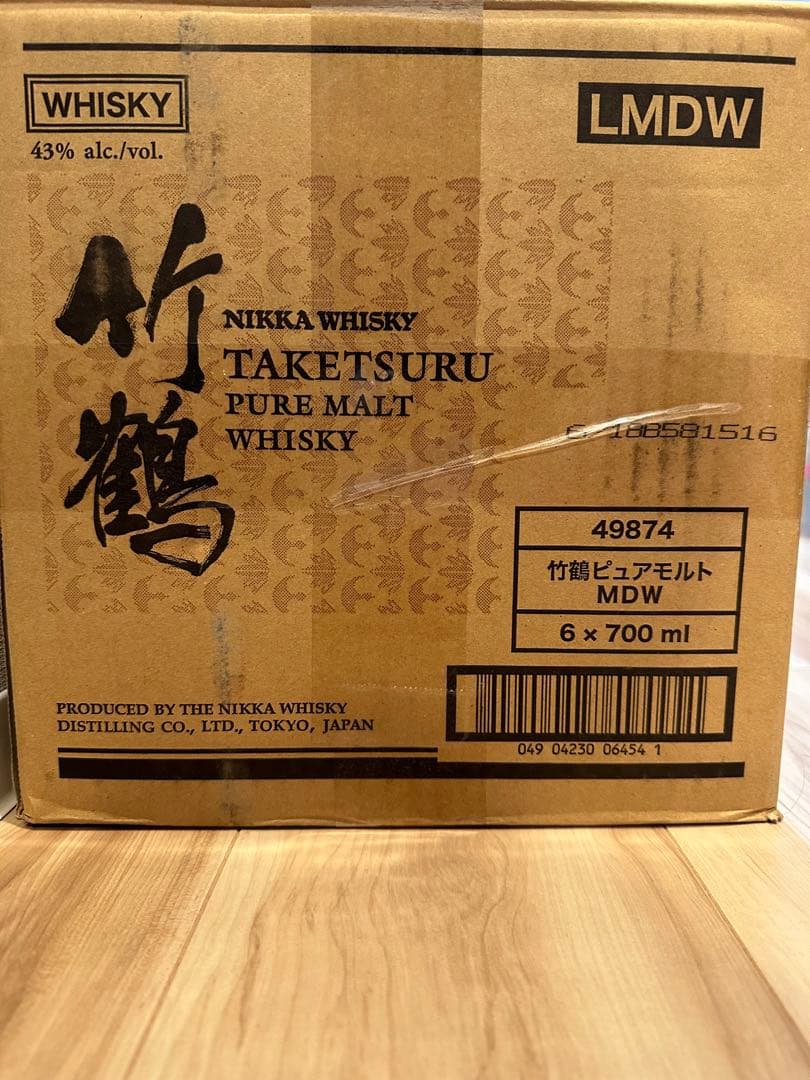 WHISKY
43% alc./vol.
LMDW
竹鶴
NIKKA WHISKY
TAKETSURU
PURE MALT
WHISKY
6 188581516
49874
竹鶴ピュアモルト
MDW
6 × 700 ml
PRODUCED BY THE NIKKA WHISKY
DISTILLING CO., LTD., TOKYO, JAPAN
049 04230 06454 1